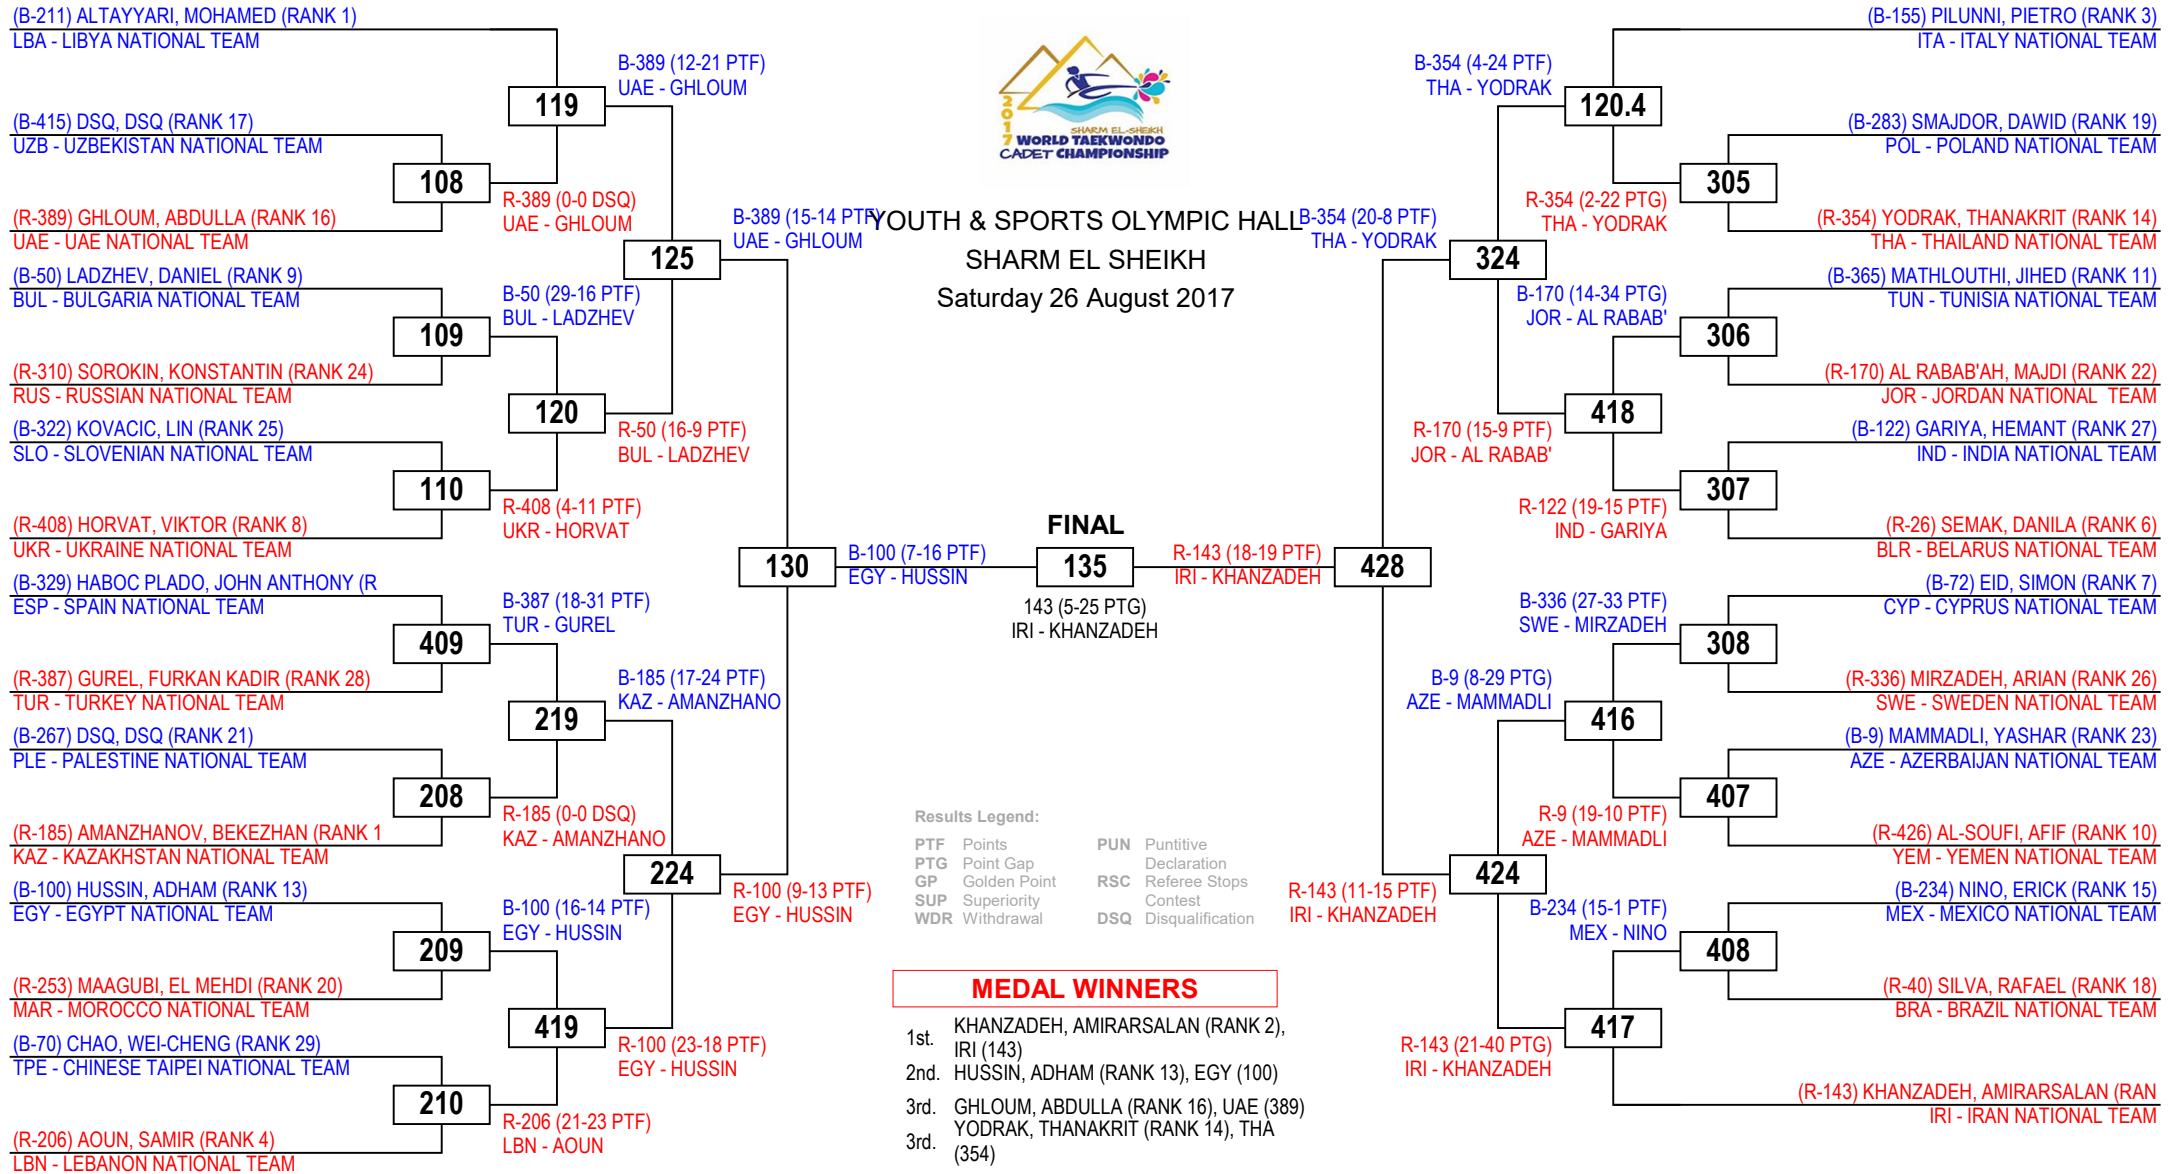 (B-211) ALTAYYARI, MOHAMED (RANK 1)
LBA - LIBYA NATIONAL TEAM
(B-415) DSQ, DSQ (RANK 17)
UZB - UZBEKISTAN NATIONAL TEAM
(R-389) GHLOUM, ABDULLA (RANK 16)
UAE - UAE NATIONAL TEAM
(B-50) LADZHEV, DANIEL (RANK 9)
BUL - BULGARIA NATIONAL TEAM
(R-310) SOROKIN, KONSTANTIN (RANK 24)
RUS - RUSSIAN NATIONAL TEAM
(B-322) KOVACIC, LIN (RANK 25)
SLO - SLOVENIAN NATIONAL TEAM
(R-408) HORVAT, VIKTOR (RANK 8)
UKR - UKRAINE NATIONAL TEAM
(B-329) HABOC PLADO, JOHN ANTHONY (R
ESP - SPAIN NATIONAL TEAM
(R-387) GUREL, FURKAN KADIR (RANK 28)
TUR - TURKEY NATIONAL TEAM
(B-267) DSQ, DSQ (RANK 21)
PLE - PALESTINE NATIONAL TEAM
(R-185) AMANZHANOV, BEKEZHAN (RANK 1
KAZ - KAZAKHSTAN NATIONAL TEAM
(B-100) HUSSIN, ADHAM (RANK 13)
EGY - EGYPT NATIONAL TEAM
(R-253) MAAGUBI, EL MEHDI (RANK 20)
MAR - MOROCCO NATIONAL TEAM
(B-70) CHAO, WEI-CHENG (RANK 29)
TPE - CHINESE TAIPEI NATIONAL TEAM
(R-206) AOUN, SAMIR (RANK 4)
LBN - LEBANON NATIONAL TEAM
108
109
110
409
208
209
210
R-389 (0-0 DSQ)
UAE - GHLOUM
B-50 (29-16 PTF)
BUL - LADZHEV
R-408 (4-11 PTF)
UKR - HORVAT
B-387 (18-31 PTF)
TUR - GUREL
R-185 (0-0 DSQ)
KAZ - AMANZHANO
B-100 (16-14 PTF)
EGY - HUSSIN
R-206 (21-23 PTF)
LBN - AOUN
119
120
219
419
B-389 (12-21 PTF)
UAE - GHLOUM
R-50 (16-9 PTF)
BUL - LADZHEV
B-185 (17-24 PTF)
KAZ - AMANZHANO
R-100 (23-18 PTF)
EGY - HUSSIN
125
224
B-389 (15-14 PTF)
UAE - GHLOUM
R-100 (9-13 PTF)
EGY - HUSSIN
130
B-100 (7-16 PTF)
EGY - HUSSIN
2017
SHARM EL-SHEIKH
WORLD TAEKWONDO
CADET CHAMPIONSHIP
YOUTH & SPORTS OLYMPIC HALL
SHARM EL SHEIKH
Saturday 26 August 2017
FINAL
135
143 (5-25 PTG)
IRI - KHANZADEH
R-143 (18-19 PTF)
IRI - KHANZADEH
428
B-354 (20-8 PTF)
THA - YODRAK
R-143 (11-15 PTF)
IRI - KHANZADEH
324
424
B-354 (4-24 PTF)
THA - YODRAK
R-170 (15-9 PTF)
JOR - AL RABAB'
B-9 (8-29 PTG)
AZE - MAMMADLI
R-143 (21-40 PTG)
IRI - KHANZADEH
120.4
418
416
417
R-354 (2-22 PTG)
THA - YODRAK
B-170 (14-34 PTG)
JOR - AL RABAB'
R-122 (19-15 PTF)
IND - GARIYA
B-336 (27-33 PTF)
SWE - MIRZADEH
R-9 (19-10 PTF)
AZE - MAMMADLI
B-234 (15-1 PTF)
MEX - NINO
305
306
307
308
407
408
(B-155) PILUNNI, PIETRO (RANK 3)
ITA - ITALY NATIONAL TEAM
(B-283) SMAJDOR, DAWID (RANK 19)
POL - POLAND NATIONAL TEAM
(R-354) YODRAK, THANAKRIT (RANK 14)
THA - THAILAND NATIONAL TEAM
(B-365) MATHLOUTHI, JIHED (RANK 11)
TUN - TUNISIA NATIONAL TEAM
(R-170) AL RABAB'AH, MAJDI (RANK 22)
JOR - JORDAN NATIONAL TEAM
(B-122) GARIYA, HEMANT (RANK 27)
IND - INDIA NATIONAL TEAM
(R-26) SEMAK, DANILA (RANK 6)
BLR - BELARUS NATIONAL TEAM
(B-72) EID, SIMON (RANK 7)
CYP - CYPRUS NATIONAL TEAM
(R-336) MIRZADEH, ARIAN (RANK 26)
SWE - SWEDEN NATIONAL TEAM
(B-9) MAMMADLI, YASHAR (RANK 23)
AZE - AZERBAIJAN NATIONAL TEAM
(R-426) AL-SOUFI, AFIF (RANK 10)
YEM - YEMEN NATIONAL TEAM
(B-234) NINO, ERICK (RANK 15)
MEX - MEXICO NATIONAL TEAM
(R-40) SILVA, RAFAEL (RANK 18)
BRA - BRAZIL NATIONAL TEAM
(R-143) KHANZADEH, AMIRARSALAN (RAN
IRI - IRAN NATIONAL TEAM
Results Legend:
PTF Points
PTG Point Gap
GP Golden Point
SUP Superiority
WDR Withdrawal
PUN Puntitive
Declaration
RSC Referee Stops
Contest
DSQ Disqualification
MEDAL WINNERS
1st. KHANZADEH, AMIRARSALAN (RANK 2),
IRI (143)
2nd. HUSSIN, ADHAM (RANK 13), EGY (100)
3rd. GHLOUM, ABDULLA (RANK 16), UAE (389)
3rd. YODRAK, THANAKRIT (RANK 14), THA
(354)